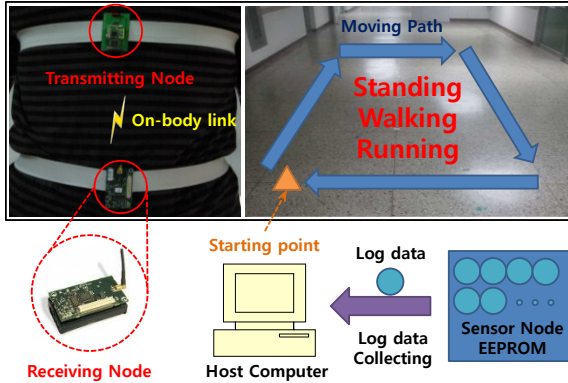 Transmitting Node
On-body link
Moving Path
Standing
Walking
Running
Starting point
Log data
Receiving Node
Host Computer
Log data
Collecting
Sensor Node
EEPROM